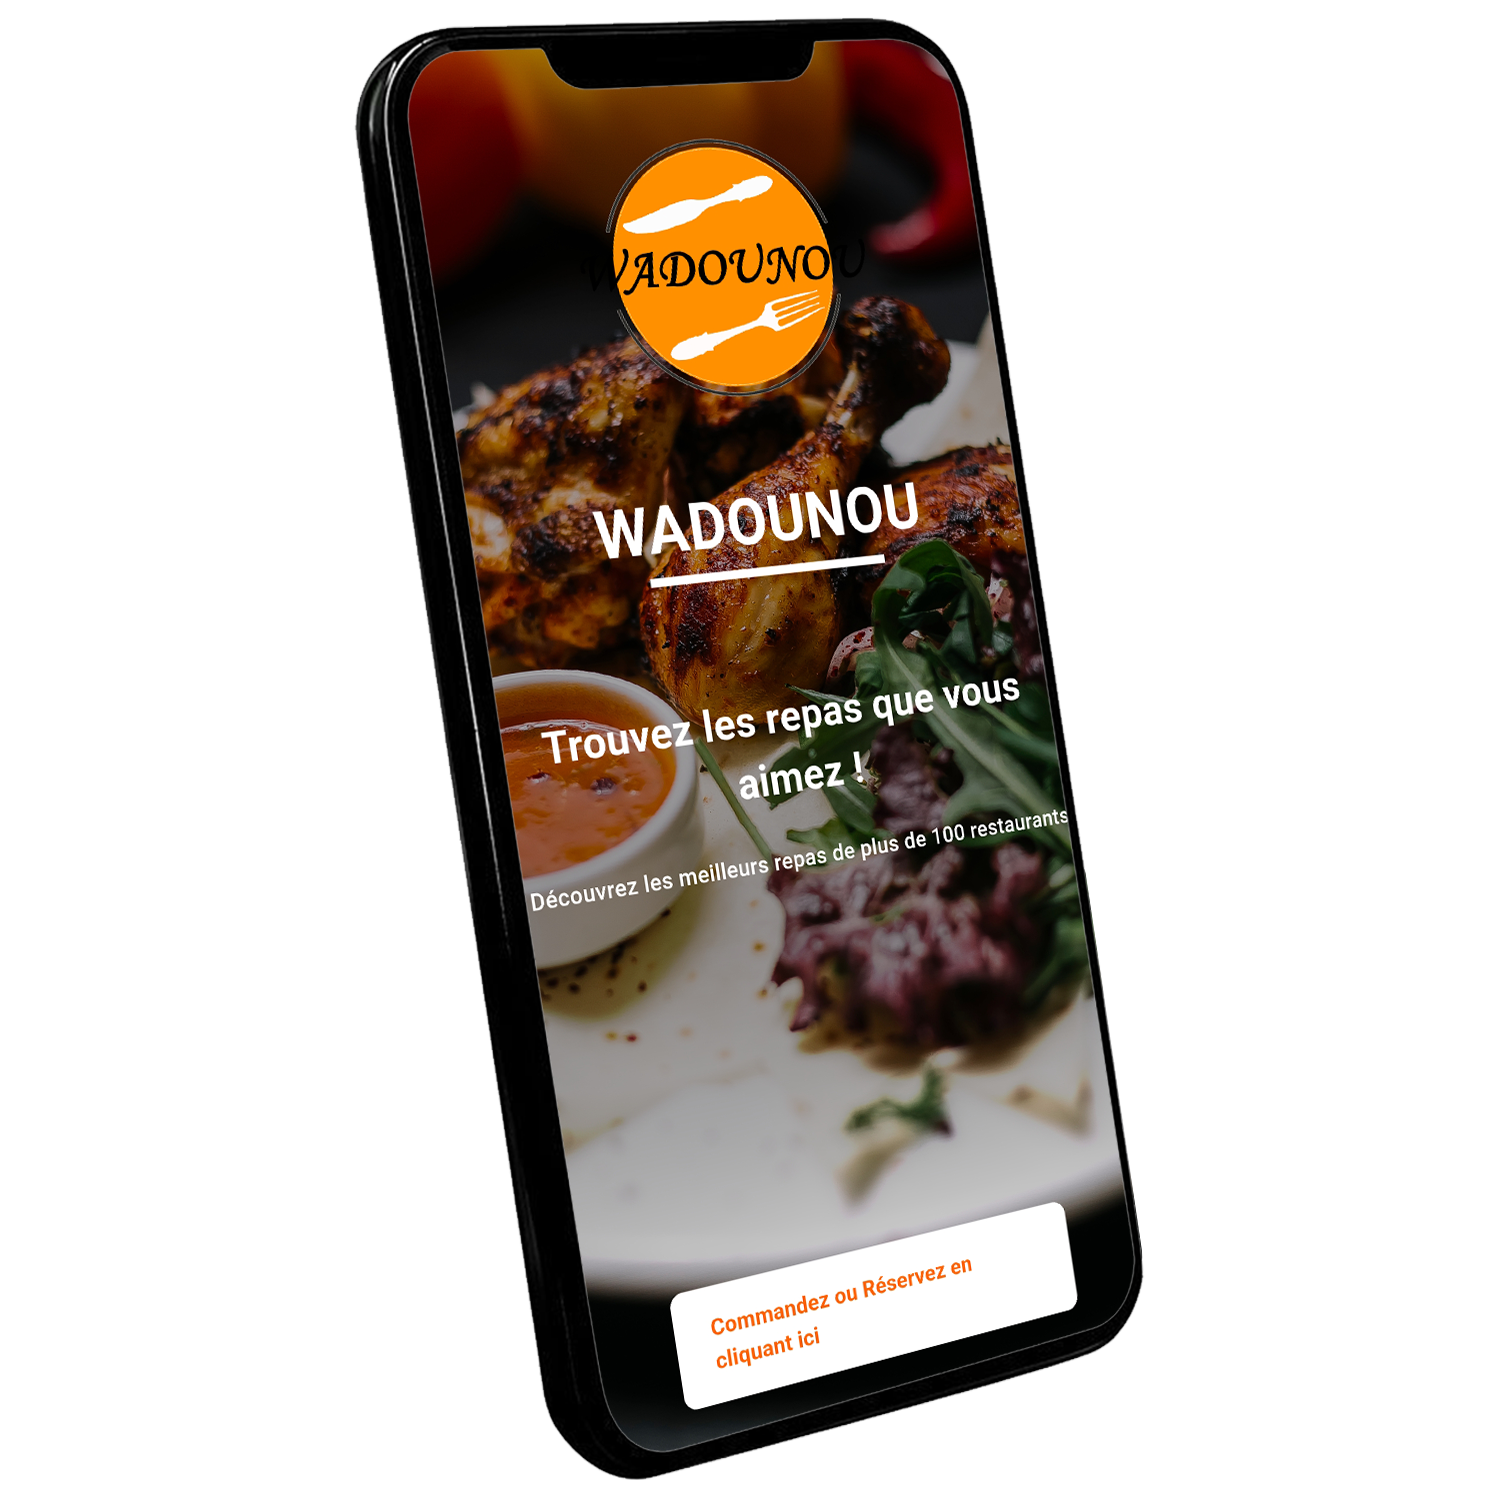 WADOUNOU
WADOUNOU
Trouvez les repas que vous
aimez !
Découvrez les meilleurs repas de plus de 100 restaurants
Commandez ou Réservez en
cliquant ici